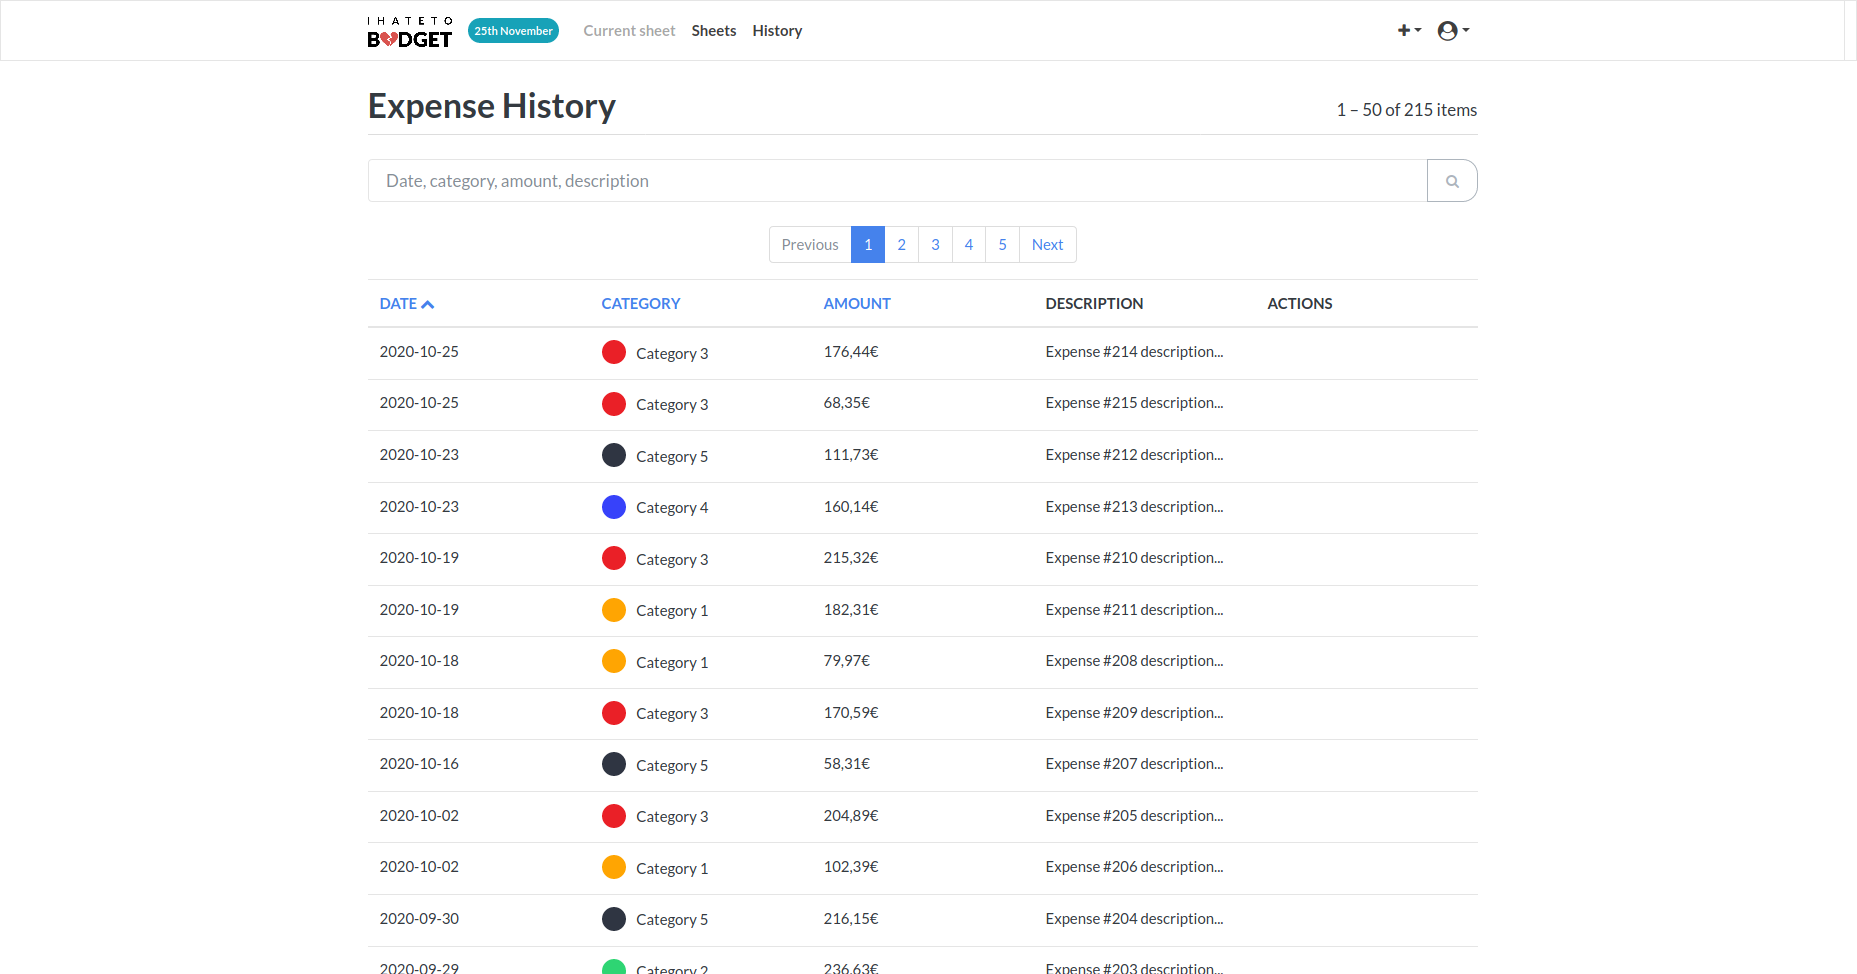 IHATETO
BUDGET
25th November
Current sheet
Sheets
History
Expense History
1 – 50 of 215 items
Date, category, amount, description
Previous 1 2 3 4 5 Next
DATE CATEGORY AMOUNT DESCRIPTION ACTIONS
2020-10-25 Category 3 176,44€ Expense #214 description...
2020-10-25 Category 3 68,35€ Expense #215 description...
2020-10-23 Category 5 111,73€ Expense #212 description...
2020-10-23 Category 4 160,14€ Expense #213 description...
2020-10-19 Category 3 215,32€ Expense #210 description...
2020-10-19 Category 1 182,31€ Expense #211 description...
2020-10-18 Category 1 79,97€ Expense #208 description...
2020-10-18 Category 3 170,59€ Expense #209 description...
2020-10-16 Category 5 58,31€ Expense #207 description...
2020-10-02 Category 3 204,89€ Expense #205 description...
2020-10-02 Category 1 102,39€ Expense #206 description...
2020-09-30 Category 5 216,15€ Expense #204 description...
2020-09-29 Category 2 236,63€ Expense #203 description...